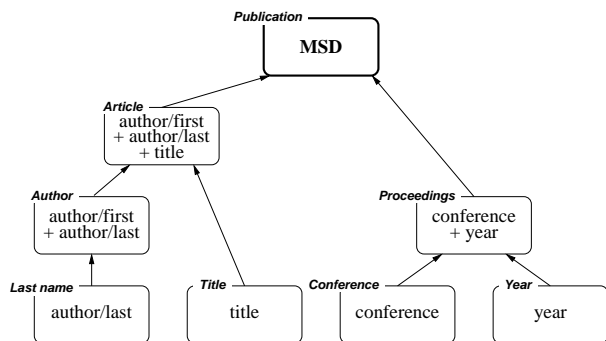 Publication
MSD
Article
author/first
+ author/last
+ title
Author
author/first
+ author/last
Proceedings
conference
+ year
Last name
author/last
Title
title
Conference
conference
Year
year